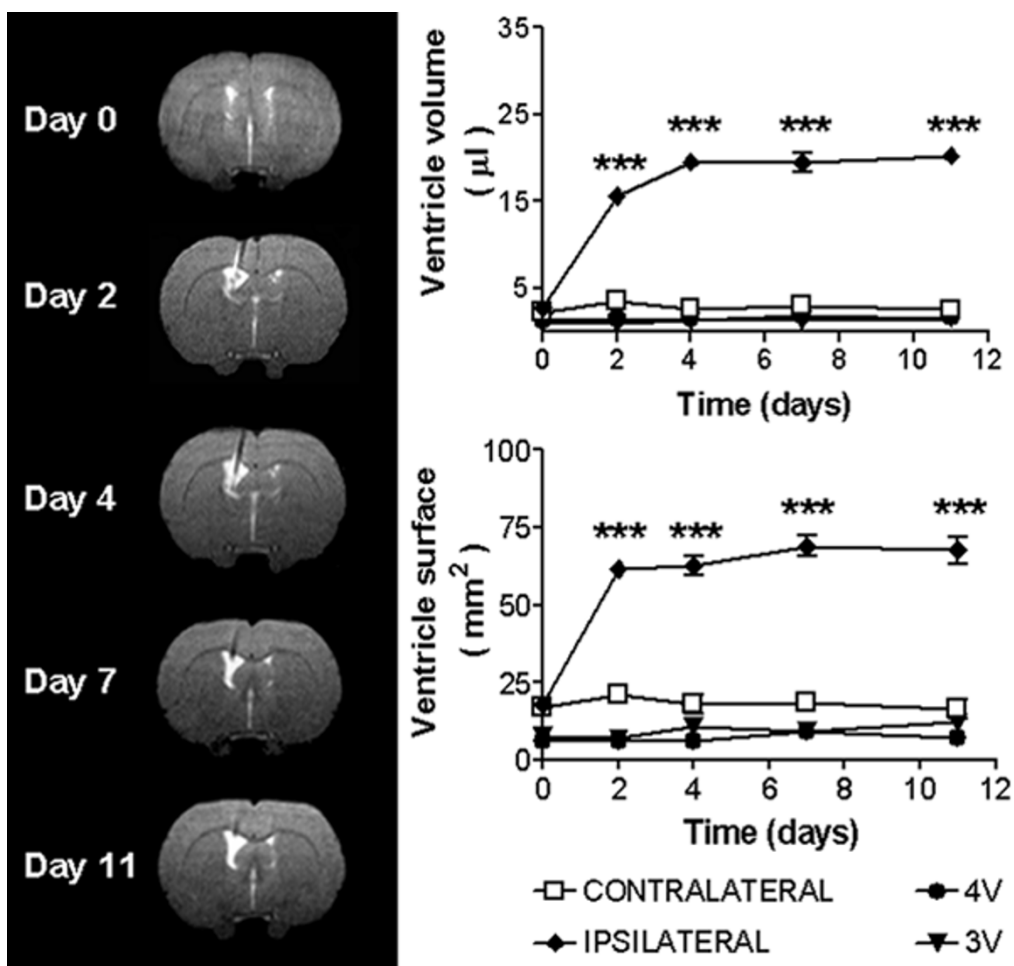 Day 0
Day 2
Day 4
Day 7
Day 11
Ventricle volume
( µl )
35
25
15
5
*** *** *** ***
0 2 4 6 8 10 12
Time (days)
Ventricle surface
( mm² )
100
75
50
25
0
*** *** *** ***
0 2 4 6 8 10 12
Time (days)
CONTRALATERAL 4V
IPSILATERAL 3V